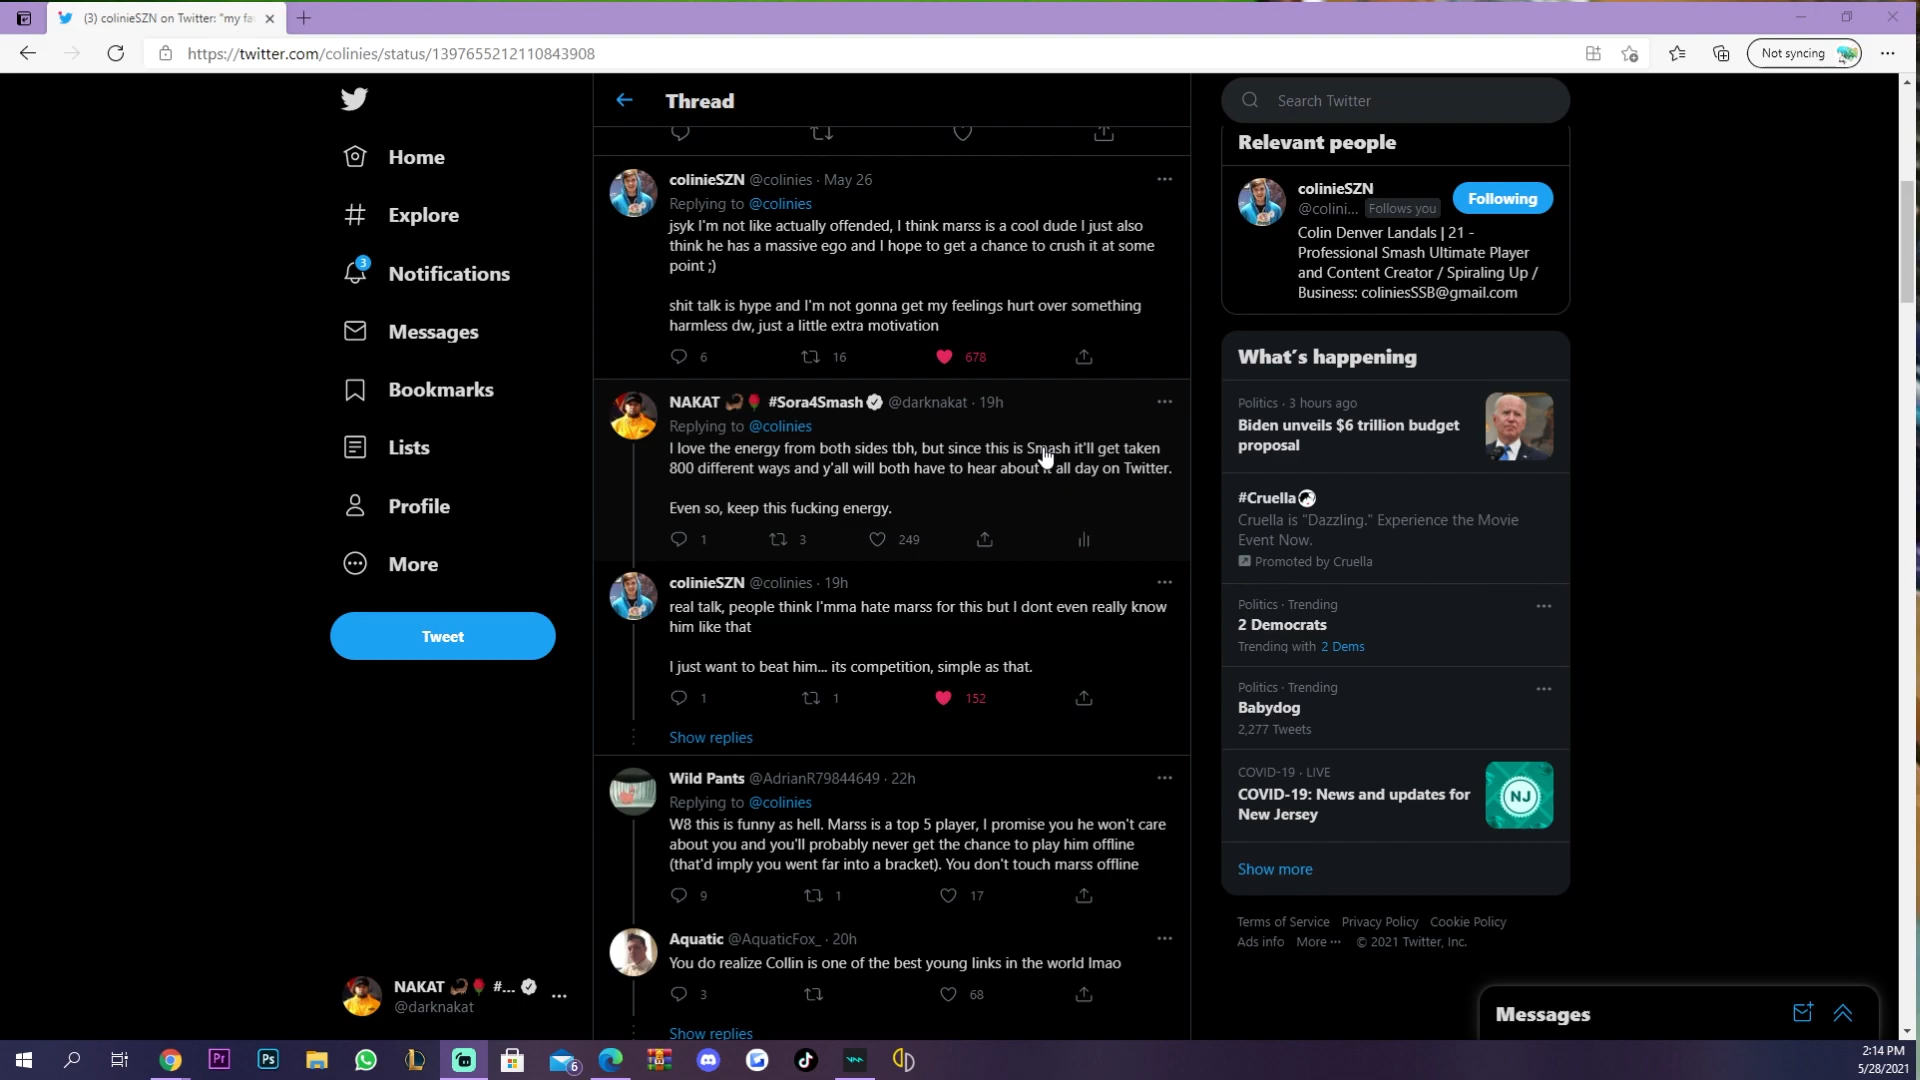 (3) colinieSZN on Twitter: "my fa
https://twitter.com/colinies/status/1397655212110843908
Not syncing
Home
Explore
3
Notifications
Messages
Bookmarks
Lists
Profile
More
Tweet
NAKAT #...
@darknakat
Thread
colinieSZN @colinies · May 26
Replying to @colinies
jsyk I'm not like actually offended, I think marss is a cool dude I just also
think he has a massive ego and I hope to get a chance to crush it at some
point ;)
shit talk is hype and I'm not gonna get my feelings hurt over something
harmless dw, just a little extra motivation
6 16 678
NAKAT #Sora4Smash @darknakat · 19h
Replying to @colinies
I love the energy from both sides tbh, but since this is Smash it'll get taken
800 different ways and y'all will both have to hear about it all day on Twitter.
Even so, keep this fucking energy.
1 3 249
colinieSZN @colinies · 19h
real talk, people think I'mma hate marss for this but I dont even really know
him like that
I just want to beat him... its competition, simple as that.
1 1 152
Show replies
Wild Pants @AdrianR79844649 · 22h
Replying to @colinies
W8 this is funny as hell. Marss is a top 5 player, I promise you he won't care
about you and you'll probably never get the chance to play him offline
(that'd imply you went far into a bracket). You don't touch marss offline
9 1 17
Aquatic @AquaticFox_ · 20h
You do realize Collin is one of the best young links in the world lmao
3 68
Show replies
Search Twitter
Relevant people
colinieSZN
@colini... Follows you
Following
Colin Denver Landals | 21 -
Professional Smash Ultimate Player
and Content Creator / Spiraling Up /
Business: coliniesSSB@gmail.com
What's happening
Politics · 3 hours ago
Biden unveils $6 trillion budget
proposal
#Cruella
Cruella is "Dazzling." Experience the Movie
Event Now.
Promoted by Cruella
Politics · Trending
2 Democrats
Trending with 2 Dems
Politics · Trending
Babydog
2,277 Tweets
COVID-19 · LIVE
COVID-19: News and updates for
New Jersey
NJ
Show more
Terms of Service Privacy Policy Cookie Policy
Ads info More ··· © 2021 Twitter, Inc.
Messages
Pr
Ps
6
2:14 PM
5/28/2021